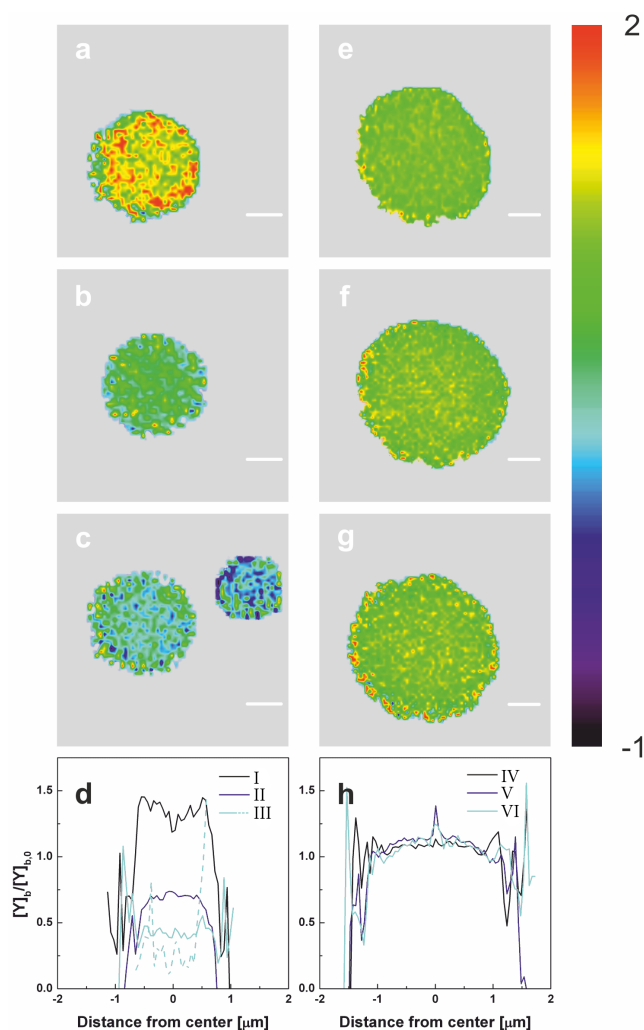 a
e
2
b
f
c
g
-1
d
I
II
III
h
IV
V
VI
1.5
1.0
0.5
0.0
[Y]b/[Y]b,0
-2 -1 0 1 2
Distance from center [µm]
1.5
1.0
0.5
0.0
-2 -1 0 1 2
Distance from center [µm]